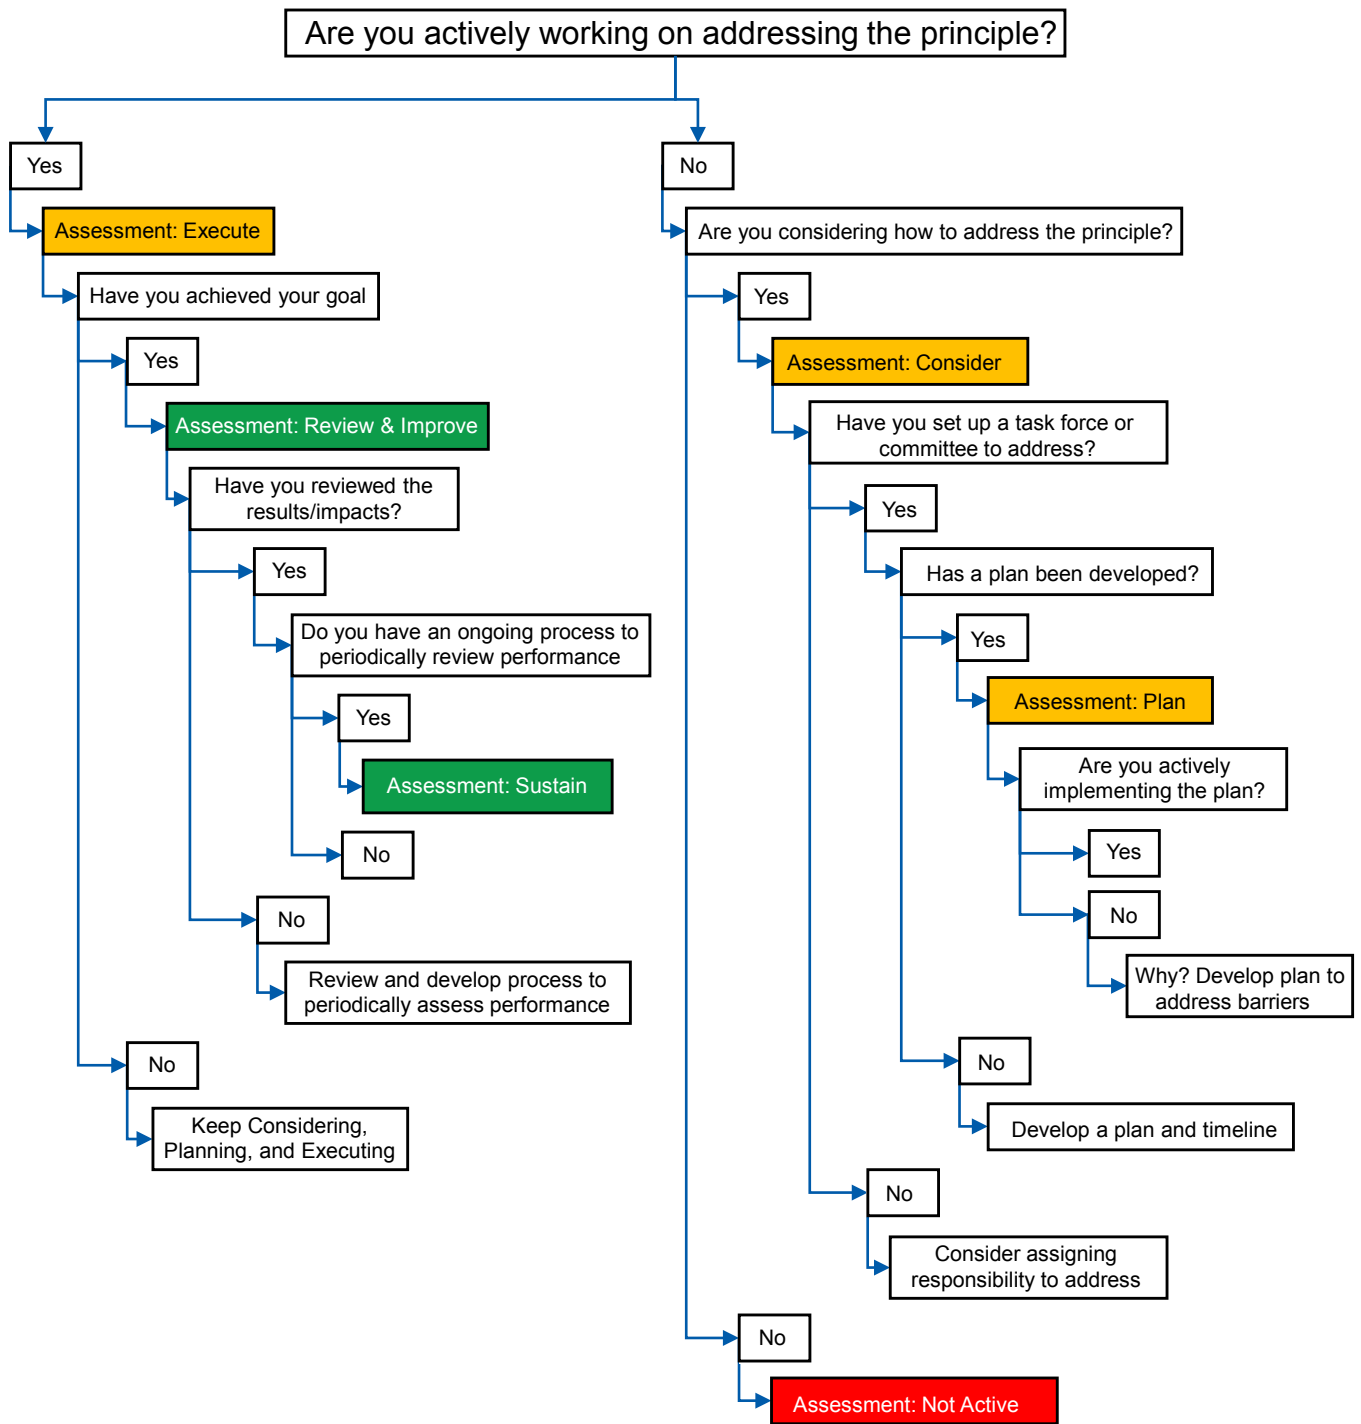 Are you actively working on addressing the principle?
Yes
Assessment: Execute
Have you achieved your goal
Yes
Assessment: Review & Improve
Have you reviewed the
results/impacts?
Yes
Do you have an ongoing process to
periodically review performance
Yes
Assessment: Sustain
No
No
Review and develop process to
periodically assess performance
No
Keep Considering,
Planning, and Executing
No
Are you considering how to address the principle?
Yes
Assessment: Consider
Have you set up a task force or
committee to address?
Yes
Has a plan been developed?
Yes
Assessment: Plan
Are you actively
implementing the plan?
Yes
No
Why? Develop plan to
address barriers
No
Develop a plan and timeline
No
Consider assigning
responsibility to address
No
Assessment: Not Active